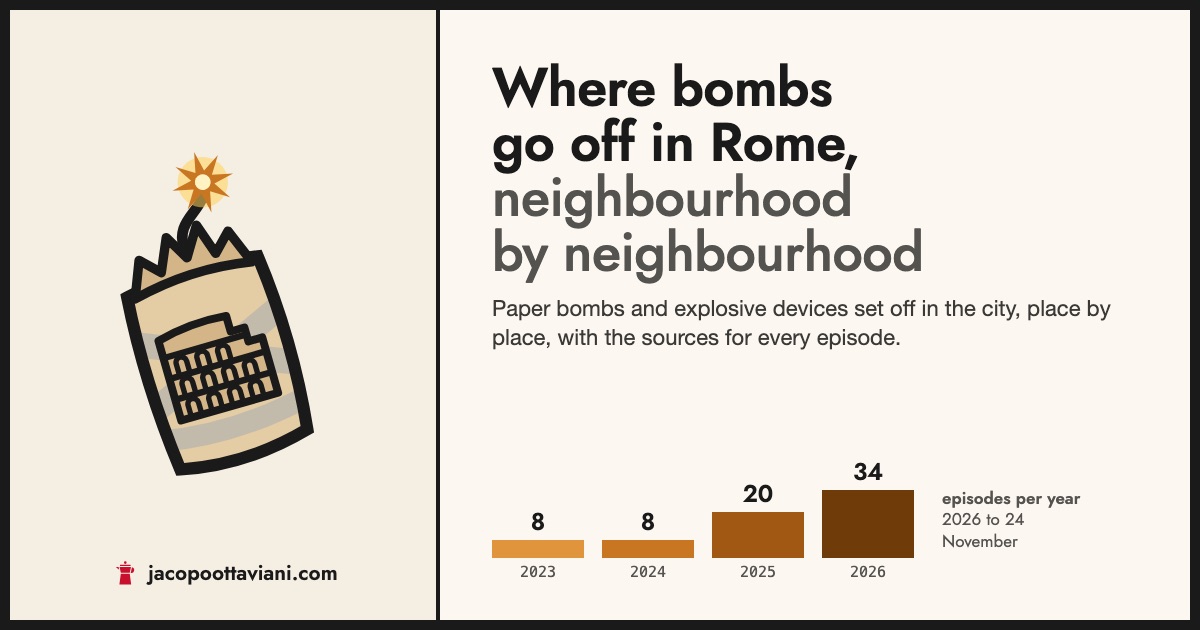 Where bombs
go off in Rome,
neighbourhood
by neighbourhood
Paper bombs and explosive devices set off in the city, place by
place, with the sources for every episode.
8
8
20
34
2023
2024
2025
2026
episodes per year
2026 to 24
November
jacopoottaviani.com